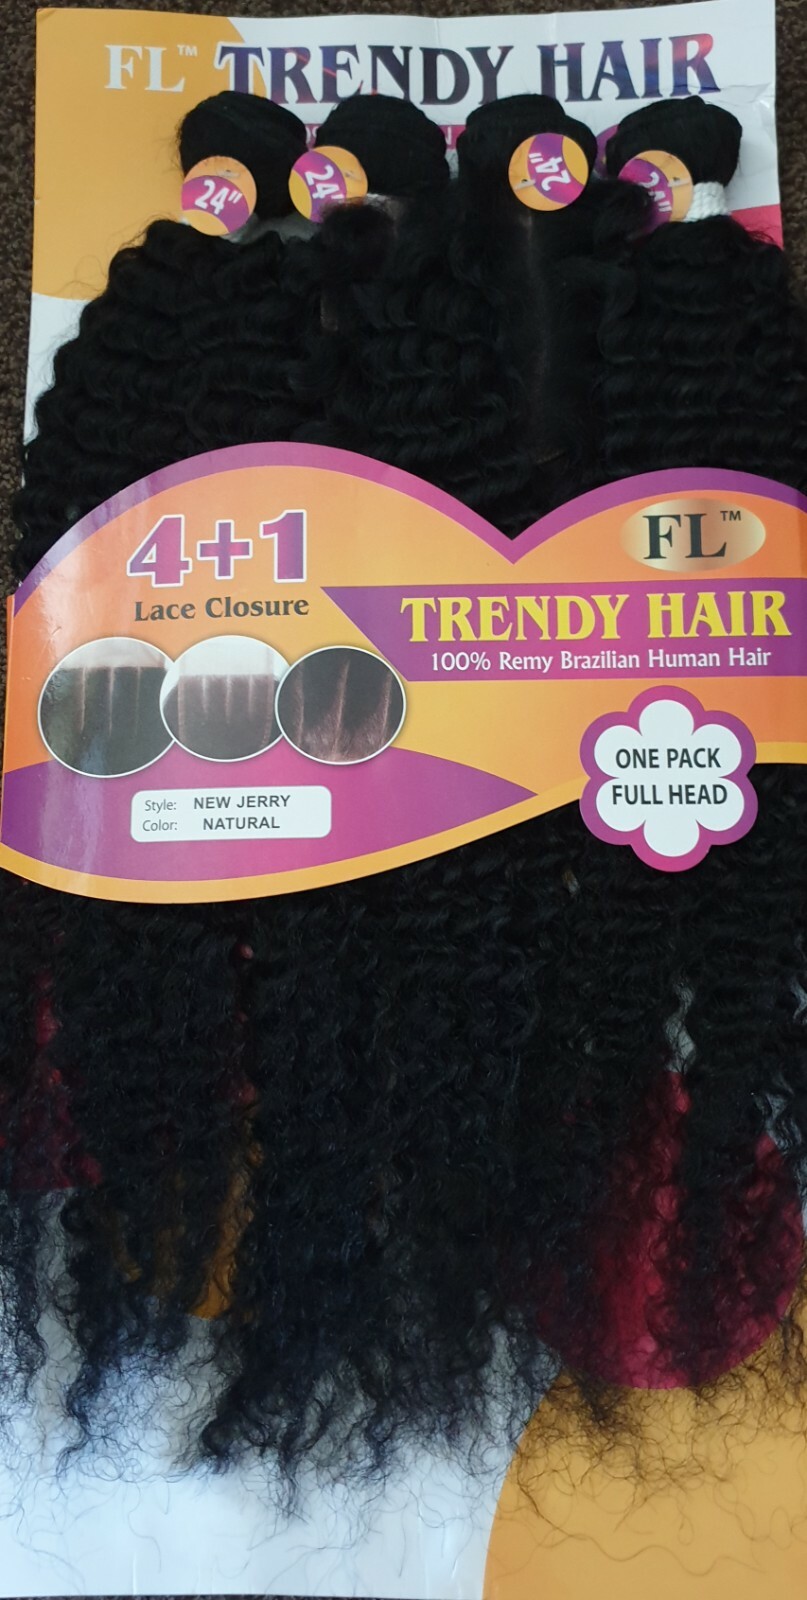 FL™ TRENDY HAIR
24"
24"
24"
24"
4+1
Lace Closure
FL™
TRENDY HAIR
100% Remy Brazilian Human Hair
ONE PACK
FULL HEAD
Style: NEW JERRY
Color: NATURAL